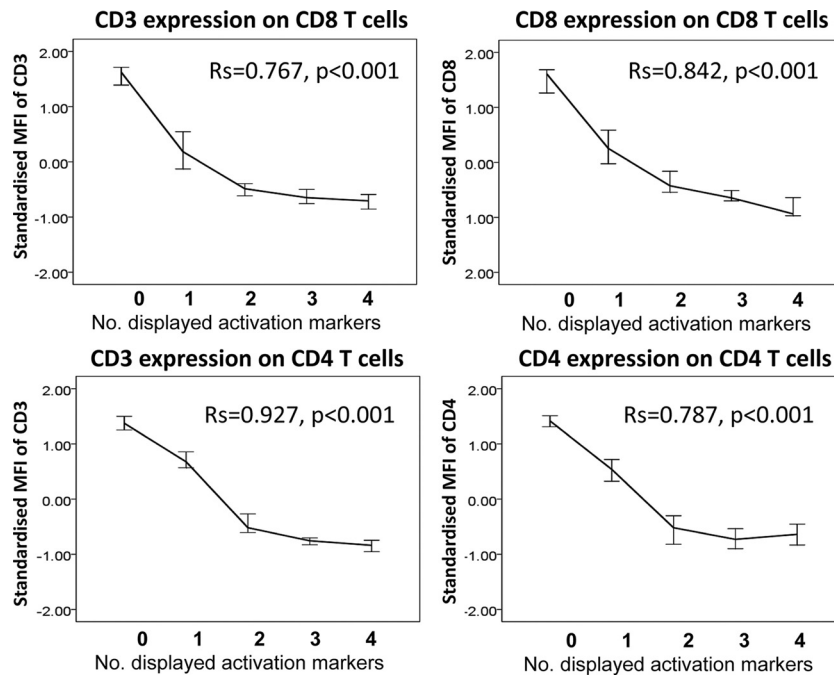 CD3 expression on CD8 T cells
Standardised MFI of CD3
2.00
1.00
0.00
-1.00
-2.00
Rs=0.767, p<0.001
0 1 2 3 4
No. displayed activation markers
CD8 expression on CD8 T cells
Standardised MFI of CD8
2.00
1.00
0.00
1.00
2.00
Rs=0.842, p<0.001
0 1 2 3 4
No. displayed activation markers
CD3 expression on CD4 T cells
Standardised MFI of CD3
2.00
1.00
0.00
-1.00
-2.00
Rs=0.927, p<0.001
0 1 2 3 4
No. displayed activation markers
CD4 expression on CD4 T cells
Standardised MFI of CD4
2.00
1.00
0.00
-1.00
-2.00
Rs=0.787, p<0.001
0 1 2 3 4
No. displayed activation markers